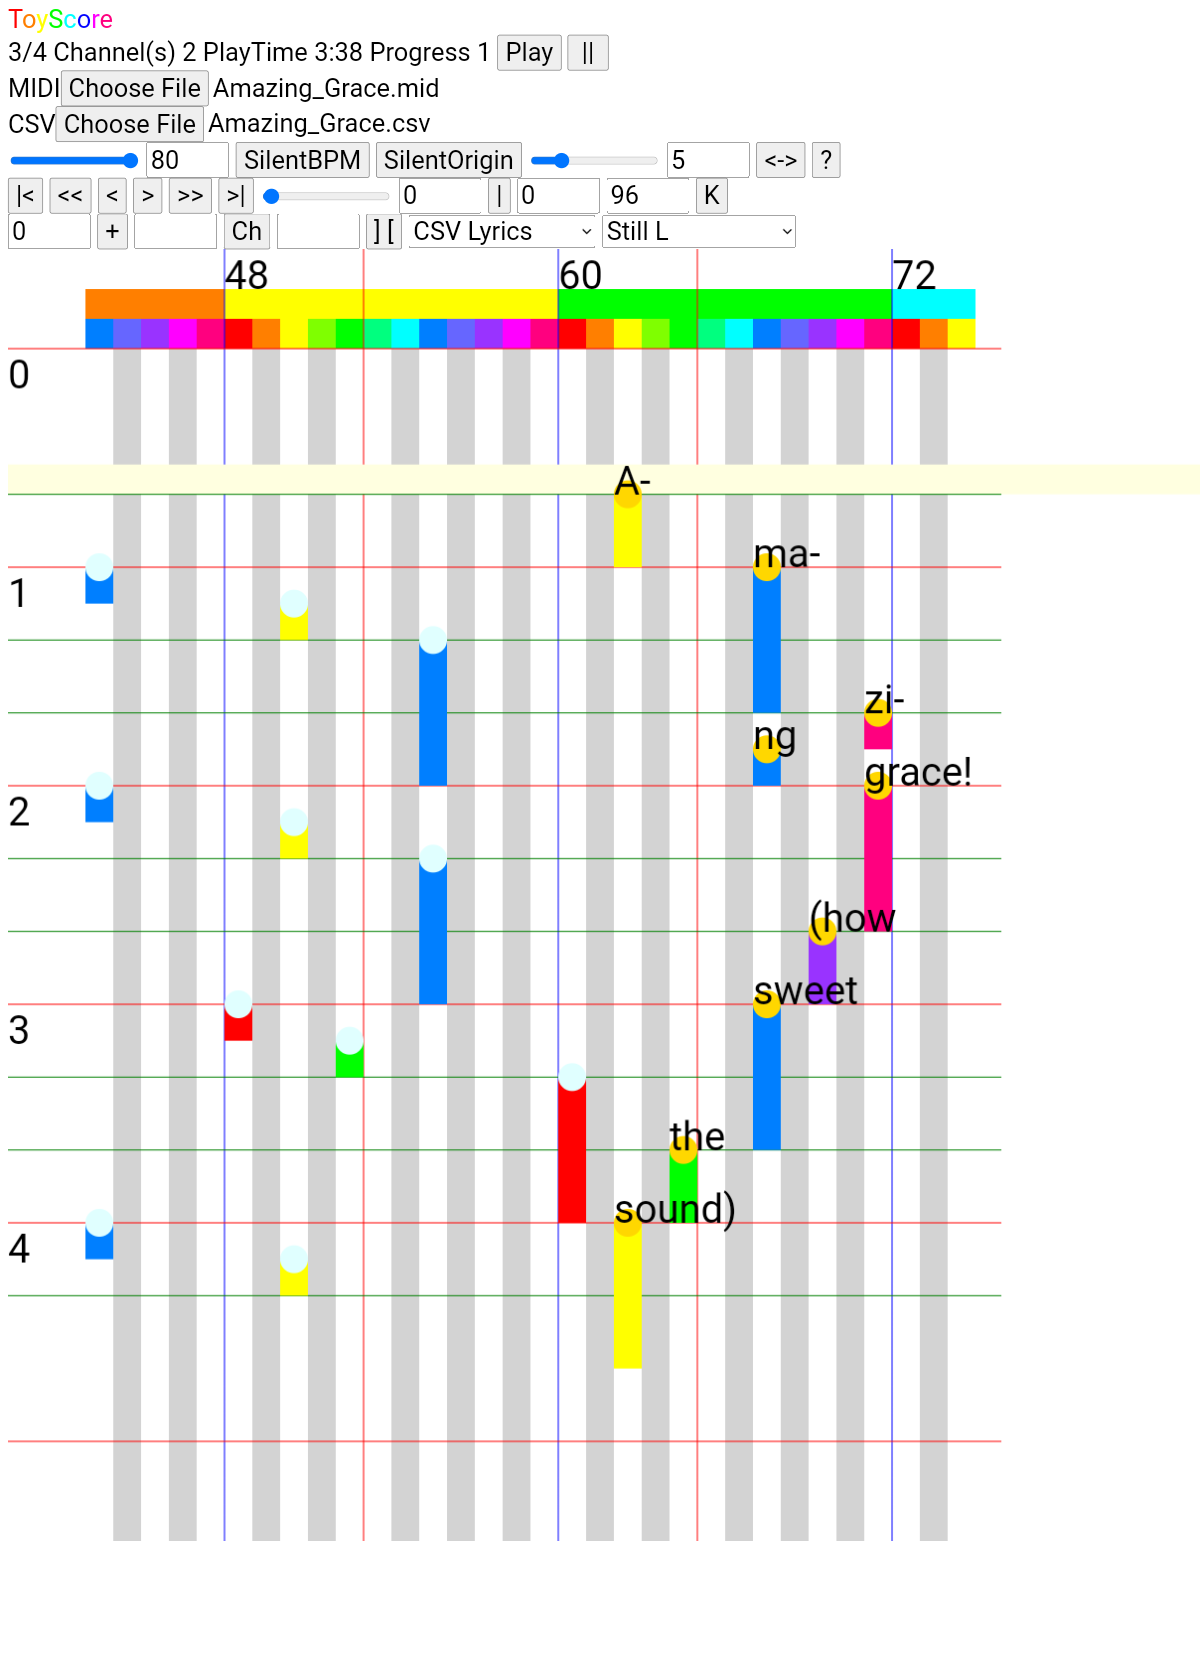 ToyScore
3/4 Channel(s) 2 PlayTime 3:38 Progress 1 Play ||
MIDI Choose File Amazing_Grace.mid
CSV Choose File Amazing_Grace.csv
80 SilentBPM SilentOrigin 5 <-> ?
|< << < > >> >| 0 | 0 96 K
0 + Ch ] [ CSV Lyrics Still L
48 60 72
0
A-
ma-
1
zi-
ng
grace!
2
(how
sweet
3
the
sound)
4